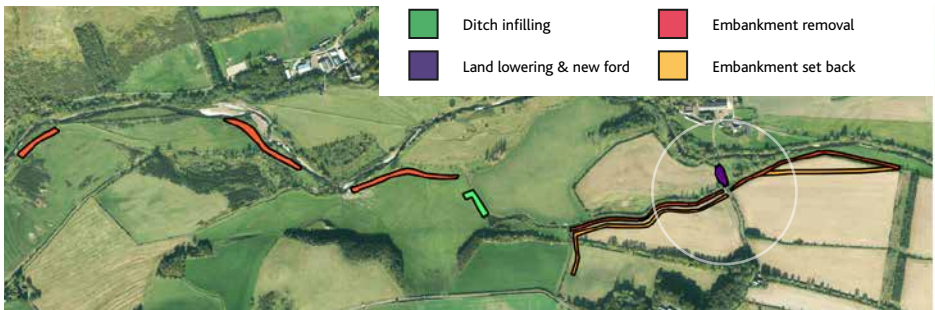 Ditch infilling
Embankment removal
Land lowering & new ford
Embankment set back